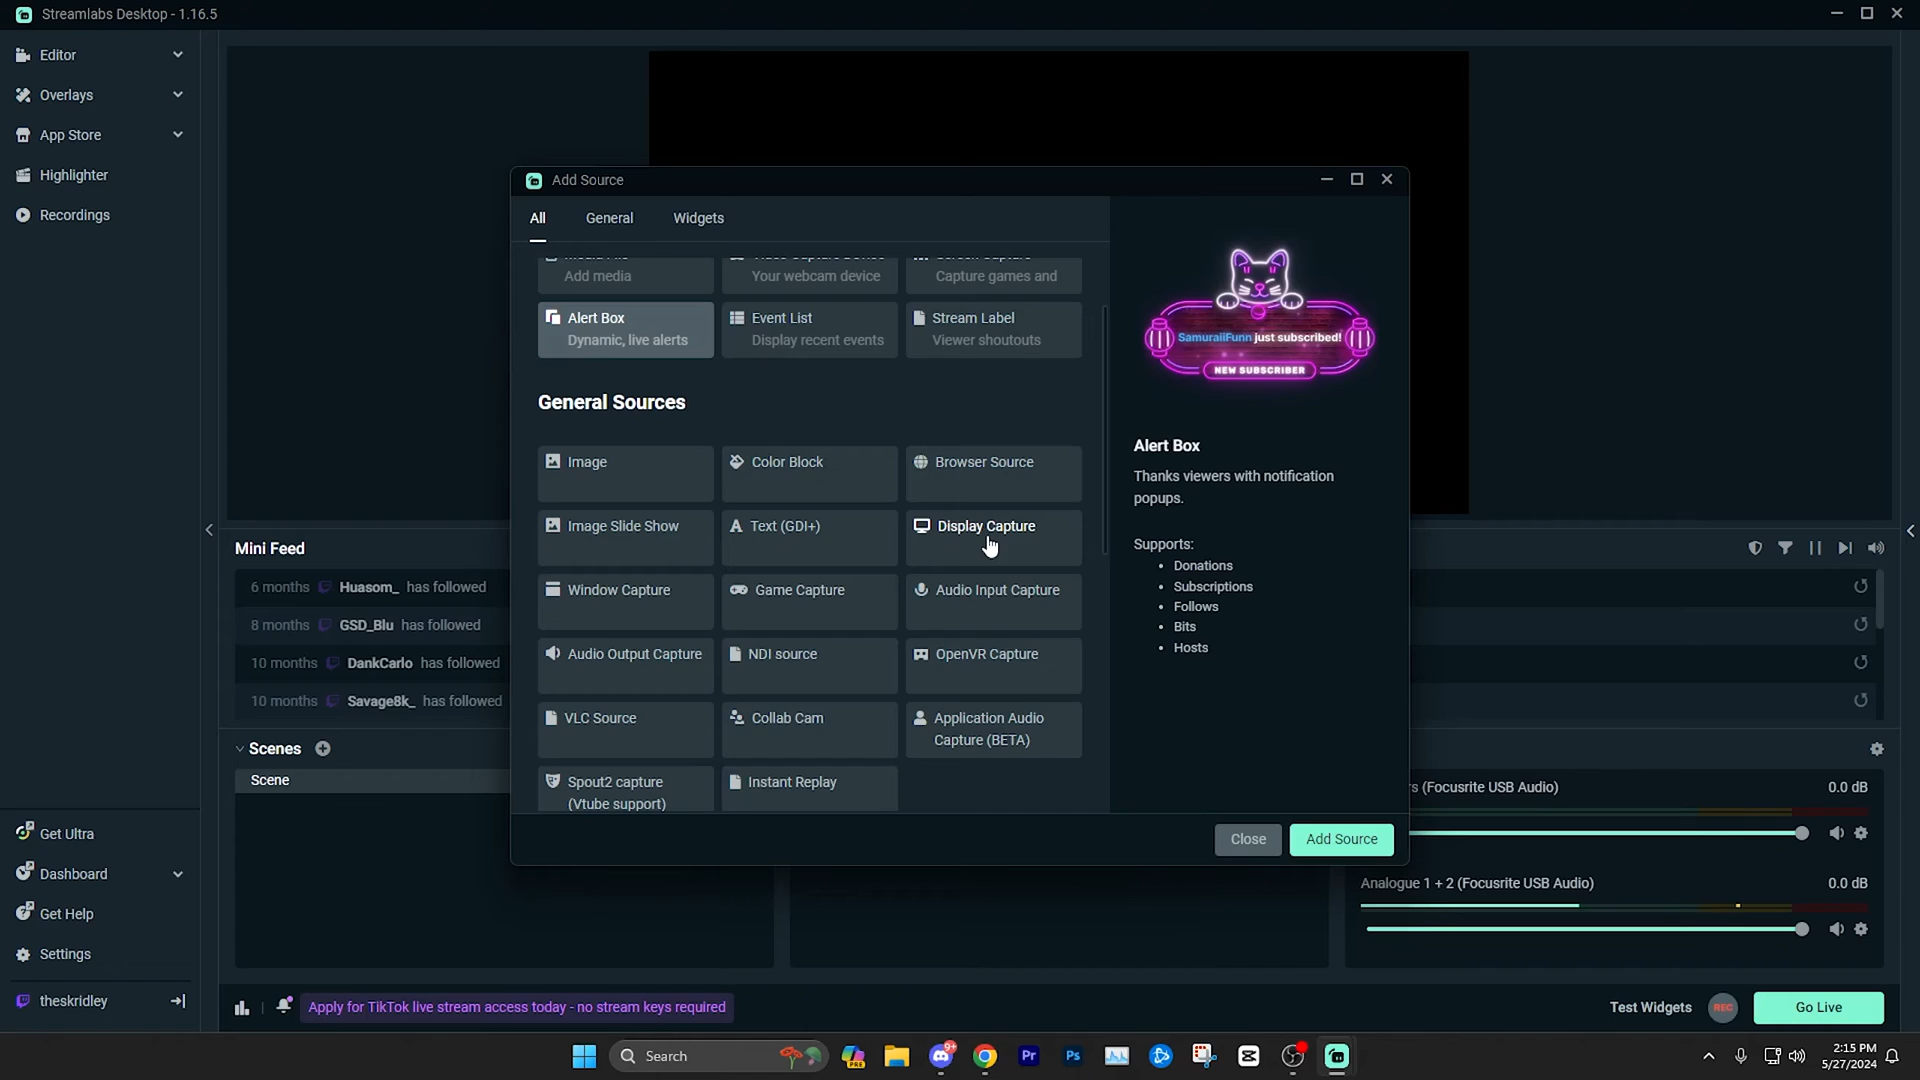 Streamlabs Desktop - 1.16.5
Editor
Overlays
App Store
Highlighter
Recordings
Add Source
All
General
Widgets
Add media
Your webcam device
Capture games and
Alert Box
Dynamic, live alerts
Event List
Display recent events
Stream Label
Viewer shoutouts
General Sources
Image
Color Block
Browser Source
Image Slide Show
Text (GDI+)
Display Capture
Window Capture
Game Capture
Audio Input Capture
Audio Output Capture
NDI source
OpenVR Capture
VLC Source
Collab Cam
Application Audio
Capture (BETA)
Spout2 capture
(Vtube support)
Instant Replay
SamuraiiFunn just subscribed!
NEW SUBSCRIBER
Alert Box
Thanks viewers with notification
popups.
Supports:
• Donations
• Subscriptions
• Follows
• Bits
• Hosts
Close
Add Source
Mini Feed
6 months Huasom_ has followed
8 months GSD_Blu has followed
10 months DankCarlo has followed
10 months Savage8k_ has followed
Scenes
Scene
(Focusrite USB Audio) 0.0 dB
Analogue 1 + 2 (Focusrite USB Audio) 0.0 dB
Get Ultra
Dashboard
Get Help
Settings
theskridley
Apply for TikTok live stream access today - no stream keys required
Test Widgets
REC
Go Live
Search
PRE
9+
Pr
Ps
2:15 PM
5/27/2024